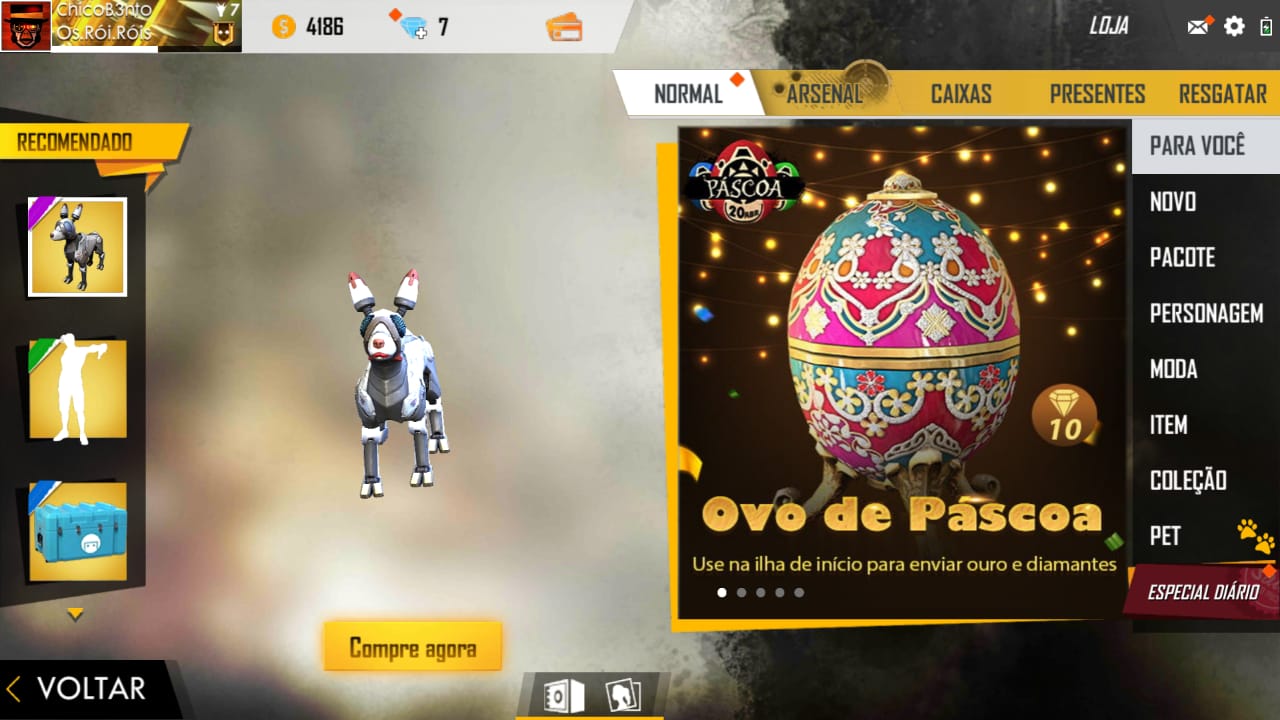 ChicoB3nto
7
Os.Rói.Róis
4186
7
LOJA
NORMAL
ARSENAL
CAIXAS
PRESENTES
RESGATAR
RECOMENDADO
PARA VOCÊ
NOVO
PACOTE
PERSONAGEM
MODA
ITEM
COLEÇÃO
PET
ESPECIAL DIÁRIO
PÁSCOA
20ABR
10
Ovo de Páscoa
Use na ilha de início para enviar ouro e diamantes
Compre agora
VOLTAR